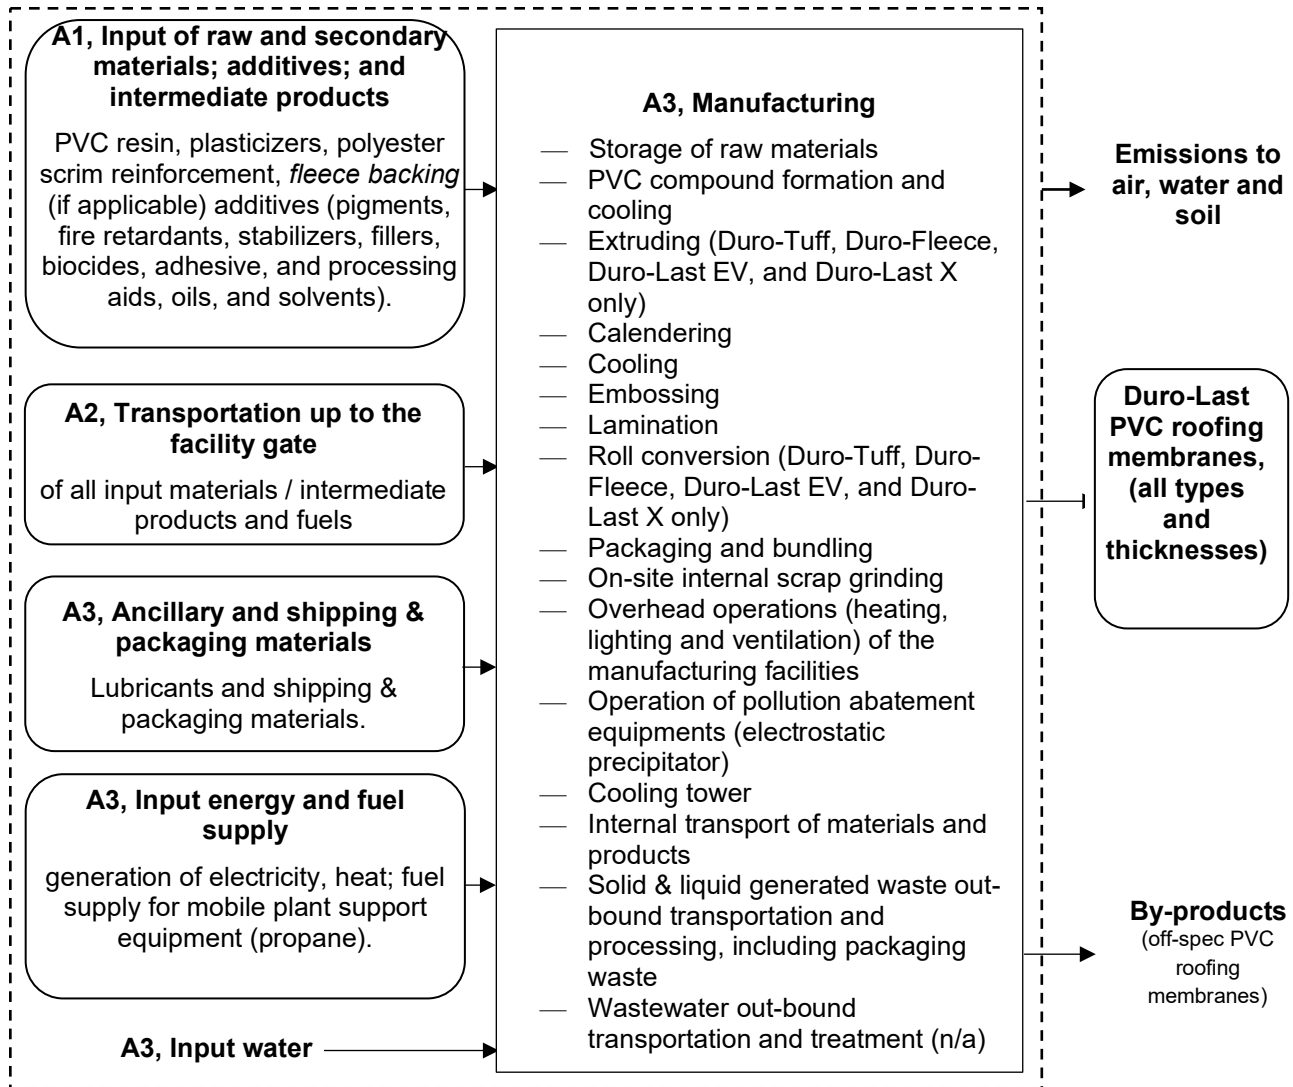 A1, Input of raw and secondary
materials; additives; and
intermediate products
PVC resin, plasticizers, polyester
scrim reinforcement, fleece backing
(if applicable) additives (pigments,
fire retardants, stabilizers, fillers,
biocides, adhesive, and processing
aids, oils, and solvents).
A2, Transportation up to the
facility gate
of all input materials / intermediate
products and fuels
A3, Ancillary and shipping &
packaging materials
Lubricants and shipping &
packaging materials.
A3, Input energy and fuel
supply
generation of electricity, heat; fuel
supply for mobile plant support
equipment (propane).
A3, Input water
A3, Manufacturing
— Storage of raw materials
— PVC compound formation and
cooling
— Extruding (Duro-Tuff, Duro-Fleece,
Duro-Last EV, and Duro-Last X
only)
— Calendering
— Cooling
— Embossing
— Lamination
— Roll conversion (Duro-Tuff, Duro-
Fleece, Duro-Last EV, and Duro-
Last X only)
— Packaging and bundling
— On-site internal scrap grinding
— Overhead operations (heating,
lighting and ventilation) of the
manufacturing facilities
— Operation of pollution abatement
equipments (electrostatic
precipitator)
— Cooling tower
— Internal transport of materials and
products
— Solid & liquid generated waste out-
bound transportation and
processing, including packaging
waste
— Wastewater out-bound
transportation and treatment (n/a)
Emissions to
air, water and
soil
Duro-Last
PVC roofing
membranes,
(all types
and
thicknesses)
By-products
(off-spec PVC
roofing
membranes)